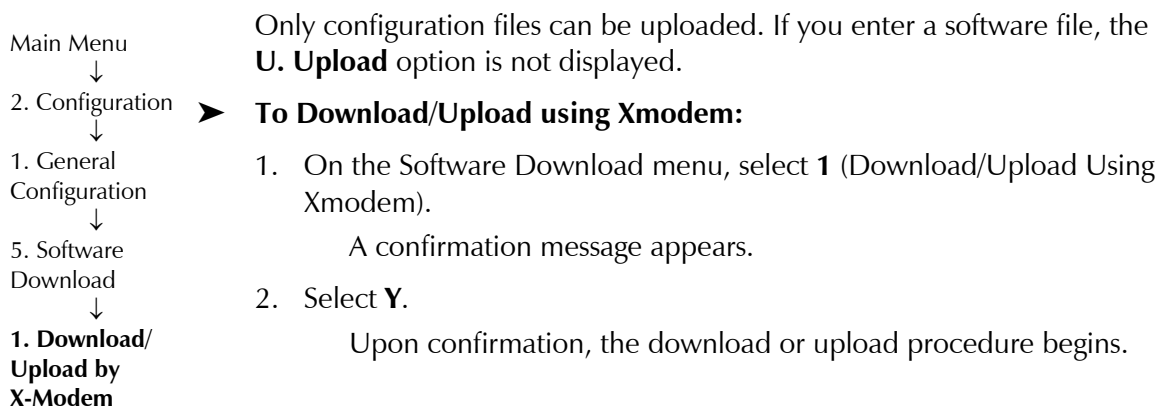 Main Menu
↓
2. Configuration
↓
1. General
Configuration
↓
5. Software
Download
↓
1. Download/
Upload by
X-Modem
Only configuration files can be uploaded. If you enter a software file, the
U. Upload option is not displayed.
➤ To Download/Upload using Xmodem:
1. On the Software Download menu, select 1 (Download/Upload Using
Xmodem).
A confirmation message appears.
2. Select Y.
Upon confirmation, the download or upload procedure begins.